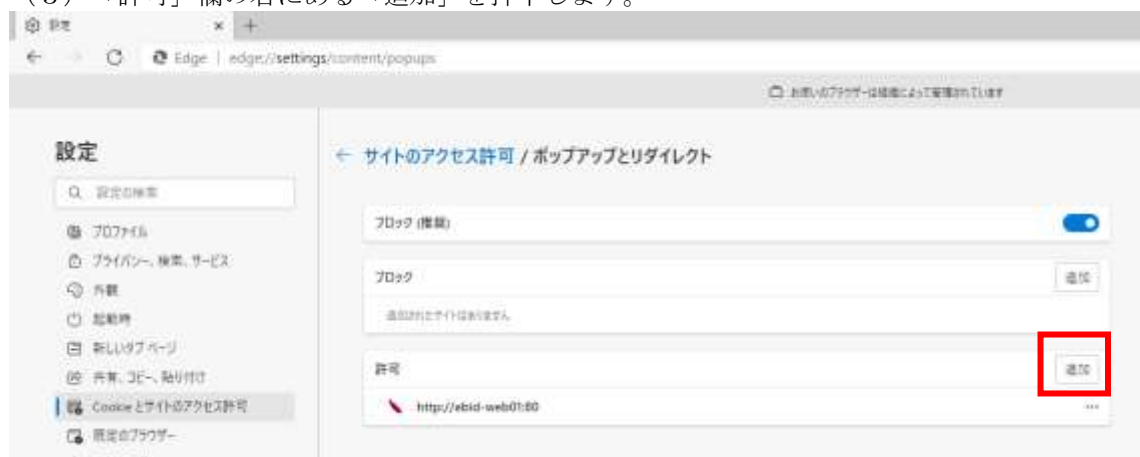 （3）「許可」欄の右にある「追加」を押下します。
設定
Edge | edge://settings/content/popups
お使いのブラウザーは組織によって管理されています
設定
設定の検索
プロファイル
プライバシー、検索、サービス
外観
起動時
新しいタブ ページ
共有、コピー、貼り付け
Cookie とサイトのアクセス許可
既定のブラウザー
サイトのアクセス許可 / ポップアップとリダイレクト
ブロック (推奨)
ブロック
追加
追加されたサイトはありません
許可
追加
http://ebid-web01:80